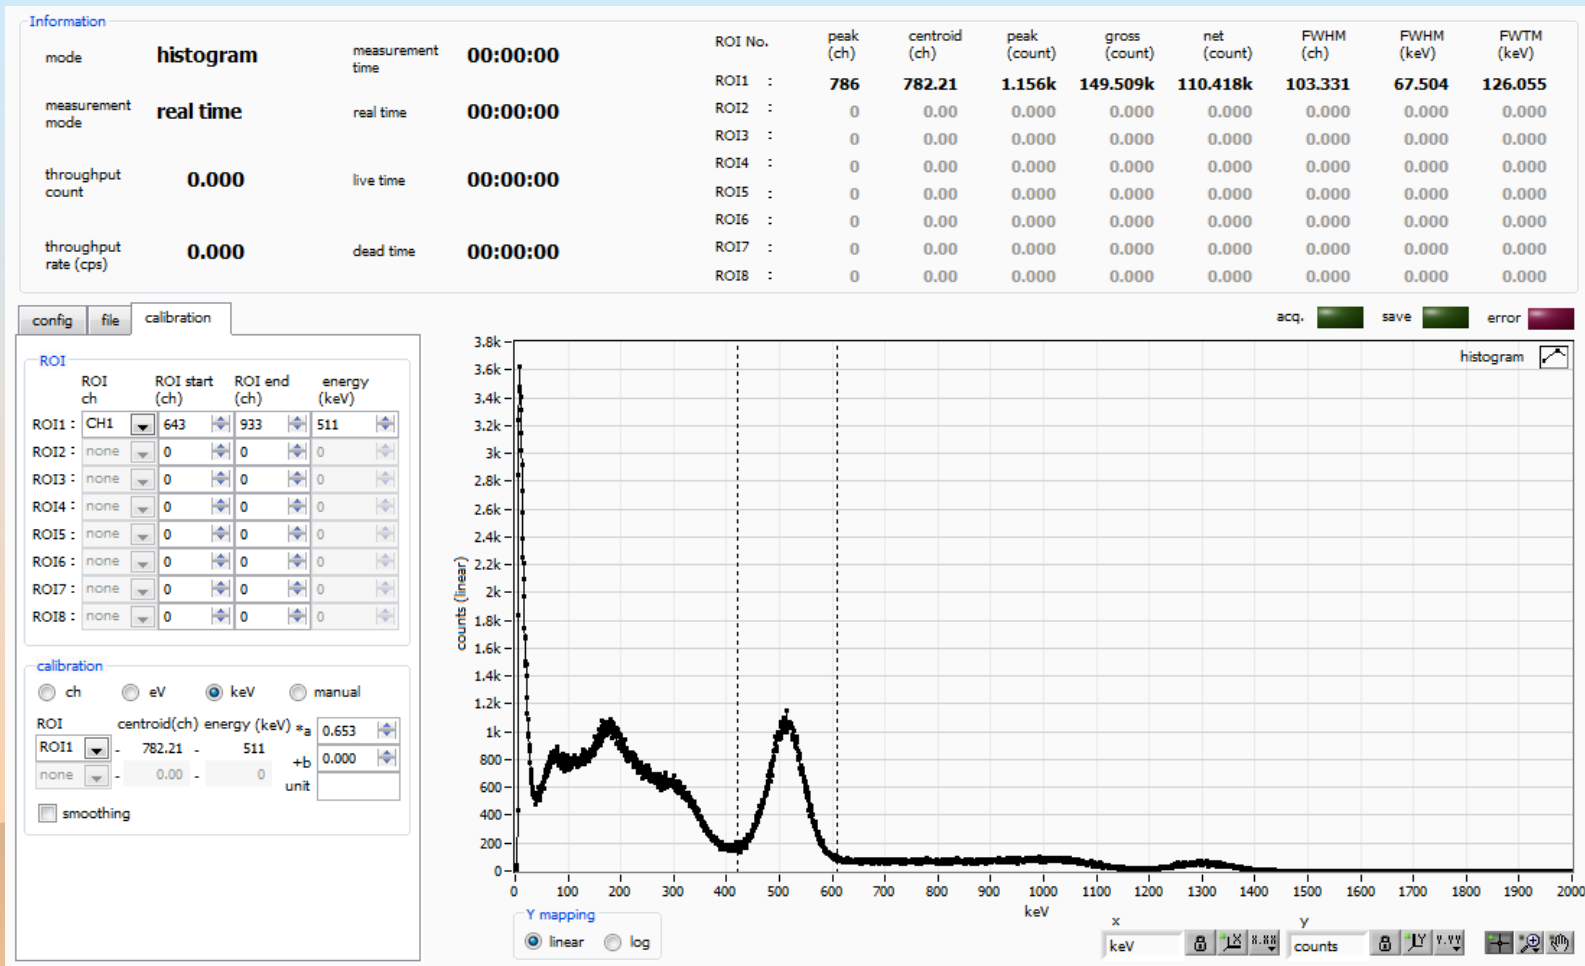 Information
mode histogram measurement time 00:00:00
measurement mode real time real time 00:00:00
throughput count 0.000 live time 00:00:00
throughput rate (cps) 0.000 dead time 00:00:00
ROI No. peak (ch) centroid (ch) peak (count) gross (count) net (count) FWHM (ch) FWHM (keV) FWTM (keV)
ROI1 : 786 782.21 1.156k 149.509k 110.418k 103.331 67.504 126.055
ROI2 : 0 0.00 0.000 0.000 0.000 0.000 0.000 0.000
ROI3 : 0 0.00 0.000 0.000 0.000 0.000 0.000 0.000
ROI4 : 0 0.00 0.000 0.000 0.000 0.000 0.000 0.000
ROI5 : 0 0.00 0.000 0.000 0.000 0.000 0.000 0.000
ROI6 : 0 0.00 0.000 0.000 0.000 0.000 0.000 0.000
ROI7 : 0 0.00 0.000 0.000 0.000 0.000 0.000 0.000
ROI8 : 0 0.00 0.000 0.000 0.000 0.000 0.000 0.000
config file calibration
acq. save error
ROI
ROI ch ROI start (ch) ROI end (ch) energy (keV)
ROI1 : CH1 643 933 511
ROI2 : none 0 0 0
ROI3 : none 0 0 0
ROI4 : none 0 0 0
ROI5 : none 0 0 0
ROI6 : none 0 0 0
ROI7 : none 0 0 0
ROI8 : none 0 0 0
calibration
ch eV keV manual
ROI centroid(ch) energy (keV) *a 0.653
ROI1 - 782.21 - 511
+b 0.000
none - 0.00 - 0
unit
smoothing
histogram
counts (linear)
3.8k
3.6k
3.4k
3.2k
3k
2.8k
2.6k
2.4k
2.2k
2k
1.8k
1.6k
1.4k
1.2k
1k
800
600
400
200
0
0 100 200 300 400 500 600 700 800 900 1000 1100 1200 1300 1400 1500 1600 1700 1800 1900 2000
keV
Y mapping
linear log
x y
keV X X.XX counts Y Y.YY